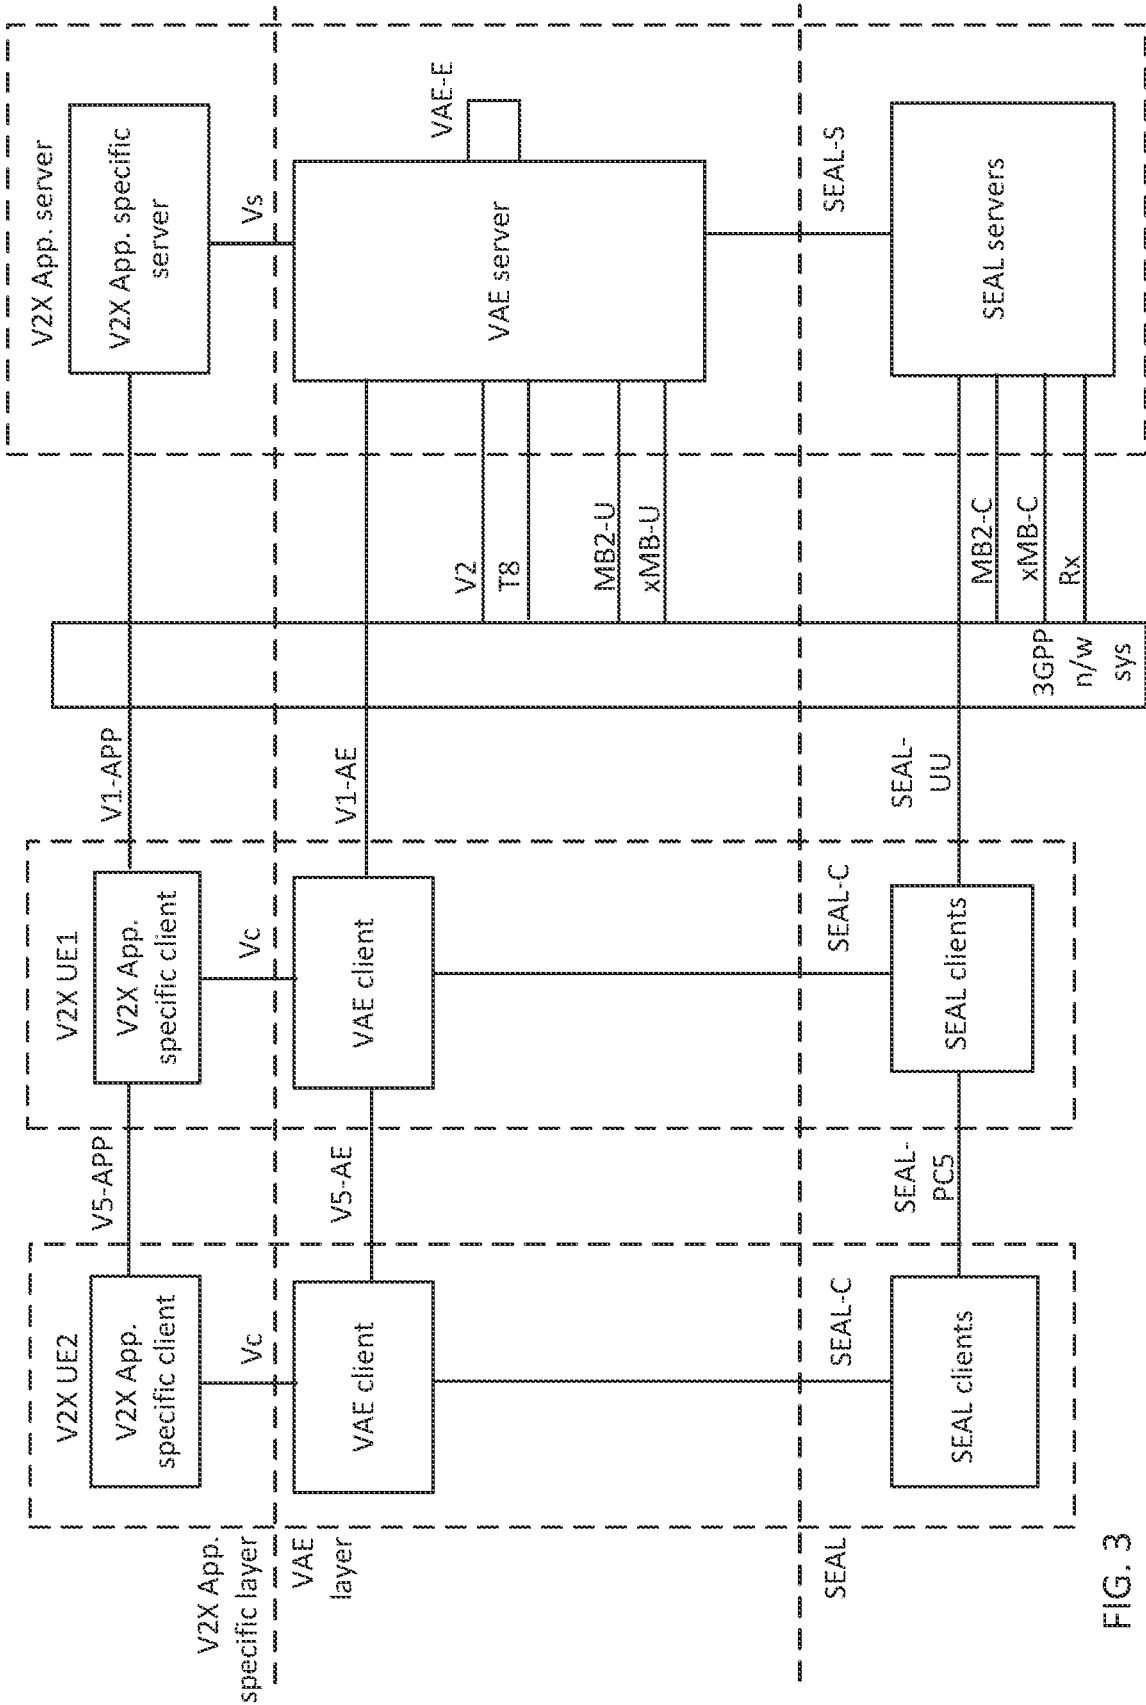 V2X App.
specific layer
VAE
layer
SEAL
V2X UE2
V2X App.
specific client
Vc
VAE client
SEAL-C
SEAL clients
V5-APP
V5-AE
SEAL-
PC5
V2X UE1
V2X App.
specific client
Vc
VAE client
SEAL-C
SEAL clients
V1-APP
V1-AE
SEAL-
UU
3GPP
n/w
sys
V2
T8
MB2-U
xMB-U
MB2-C
xMB-C
Rx
V2X App. server
V2X App. specific
server
Vs
VAE server
VAE-E
SEAL-S
SEAL servers
FIG. 3